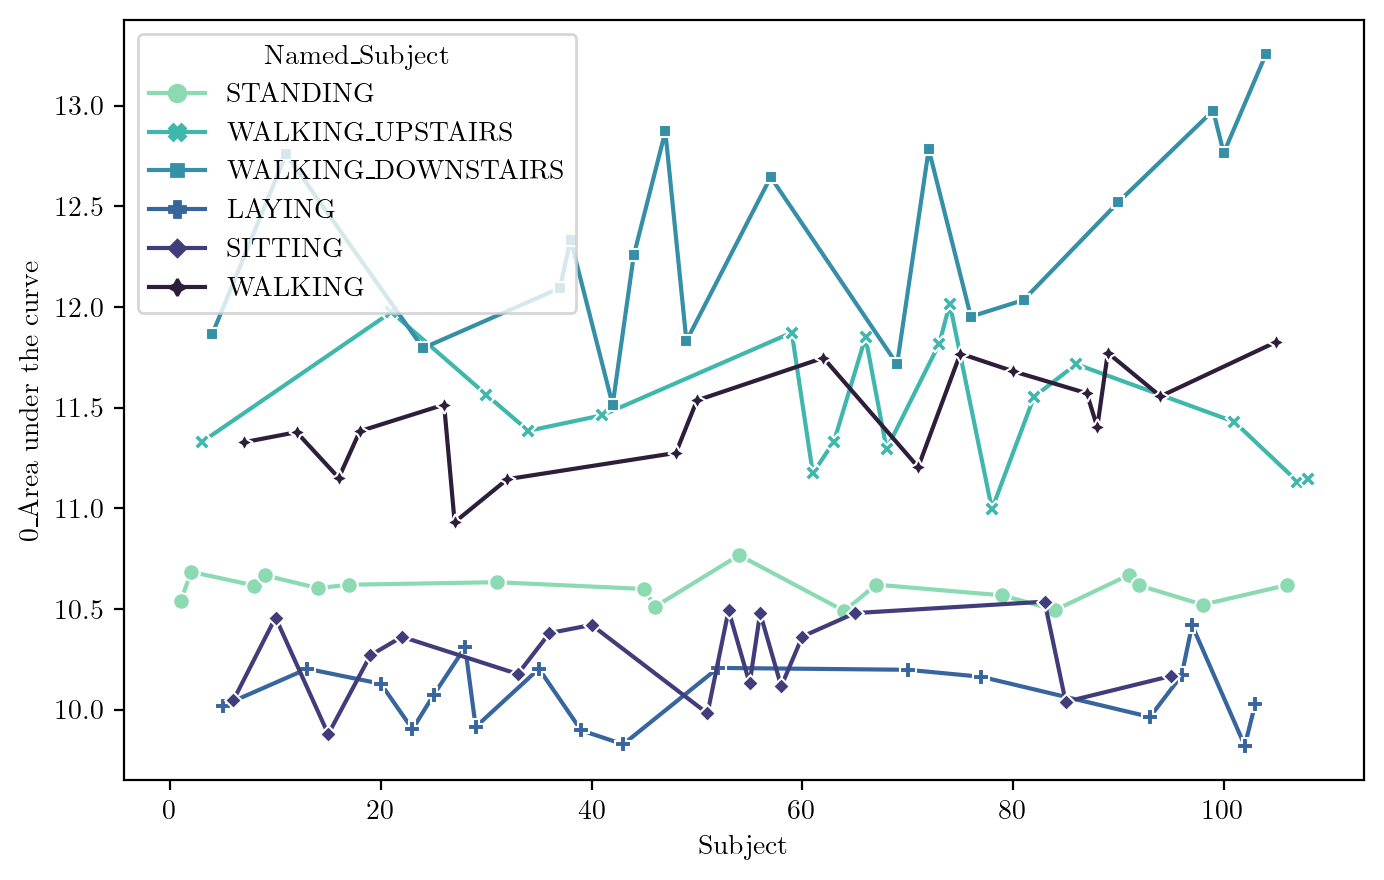 Named_Subject
STANDING
WALKING_UPSTAIRS
WALKING_DOWNSTAIRS
LAYING
SITTING
WALKING
13.0
12.5
12.0
11.5
11.0
10.5
10.0
0_Area under the curve
0 20 40 60 80 100
Subject